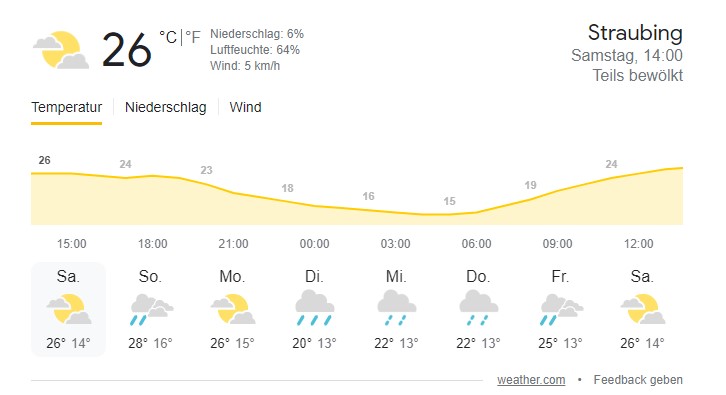 26 °C | °F
Niederschlag: 6%
Luftfeuchte: 64%
Wind: 5 km/h
Straubing
Samstag, 14:00
Teils bewölkt
Temperatur Niederschlag Wind
26 24 23 18 16 15 19 24
15:00 18:00 21:00 00:00 03:00 06:00 09:00 12:00
Sa. So. Mo. Di. Mi. Do. Fr. Sa.
26° 14° 28° 16° 26° 15° 20° 13° 22° 13° 22° 13° 25° 13° 26° 14°
weather.com • Feedback geben